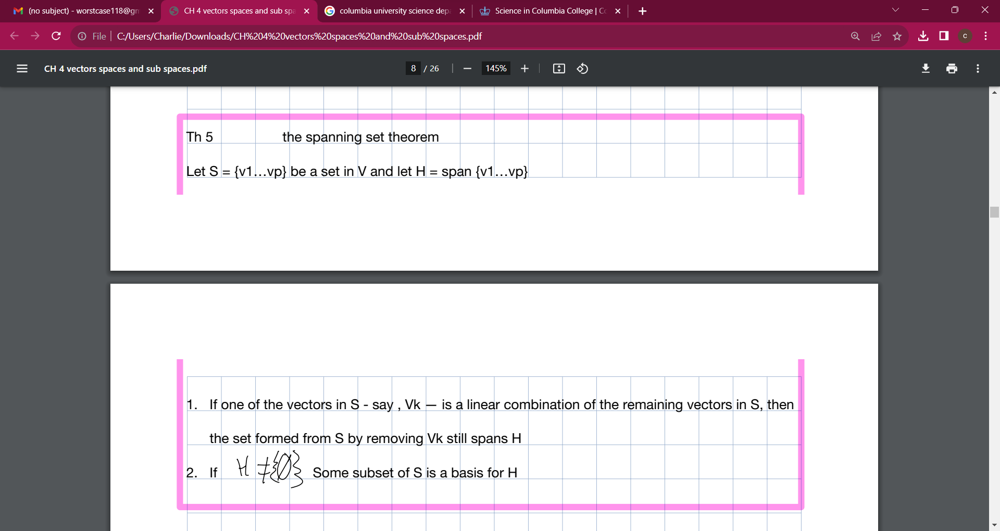 (no subject) - worstcase118@gm
CH 4 vectors spaces and sub spa
columbia university science depa
Science in Columbia College | Co
File
C:/Users/Charlie/Downloads/CH%204%20vectors%20spaces%20and%20sub%20spaces.pdf
c
CH 4 vectors spaces and sub spaces.pdf
8 / 26
145%
Th 5 the spanning set theorem
Let S = {v1…vp} be a set in V and let H = span {v1…vp}
1. If one of the vectors in S - say , Vk — is a linear combination of the remaining vectors in S, then
the set formed from S by removing Vk still spans H
2. If H ≠ {0} Some subset of S is a basis for H